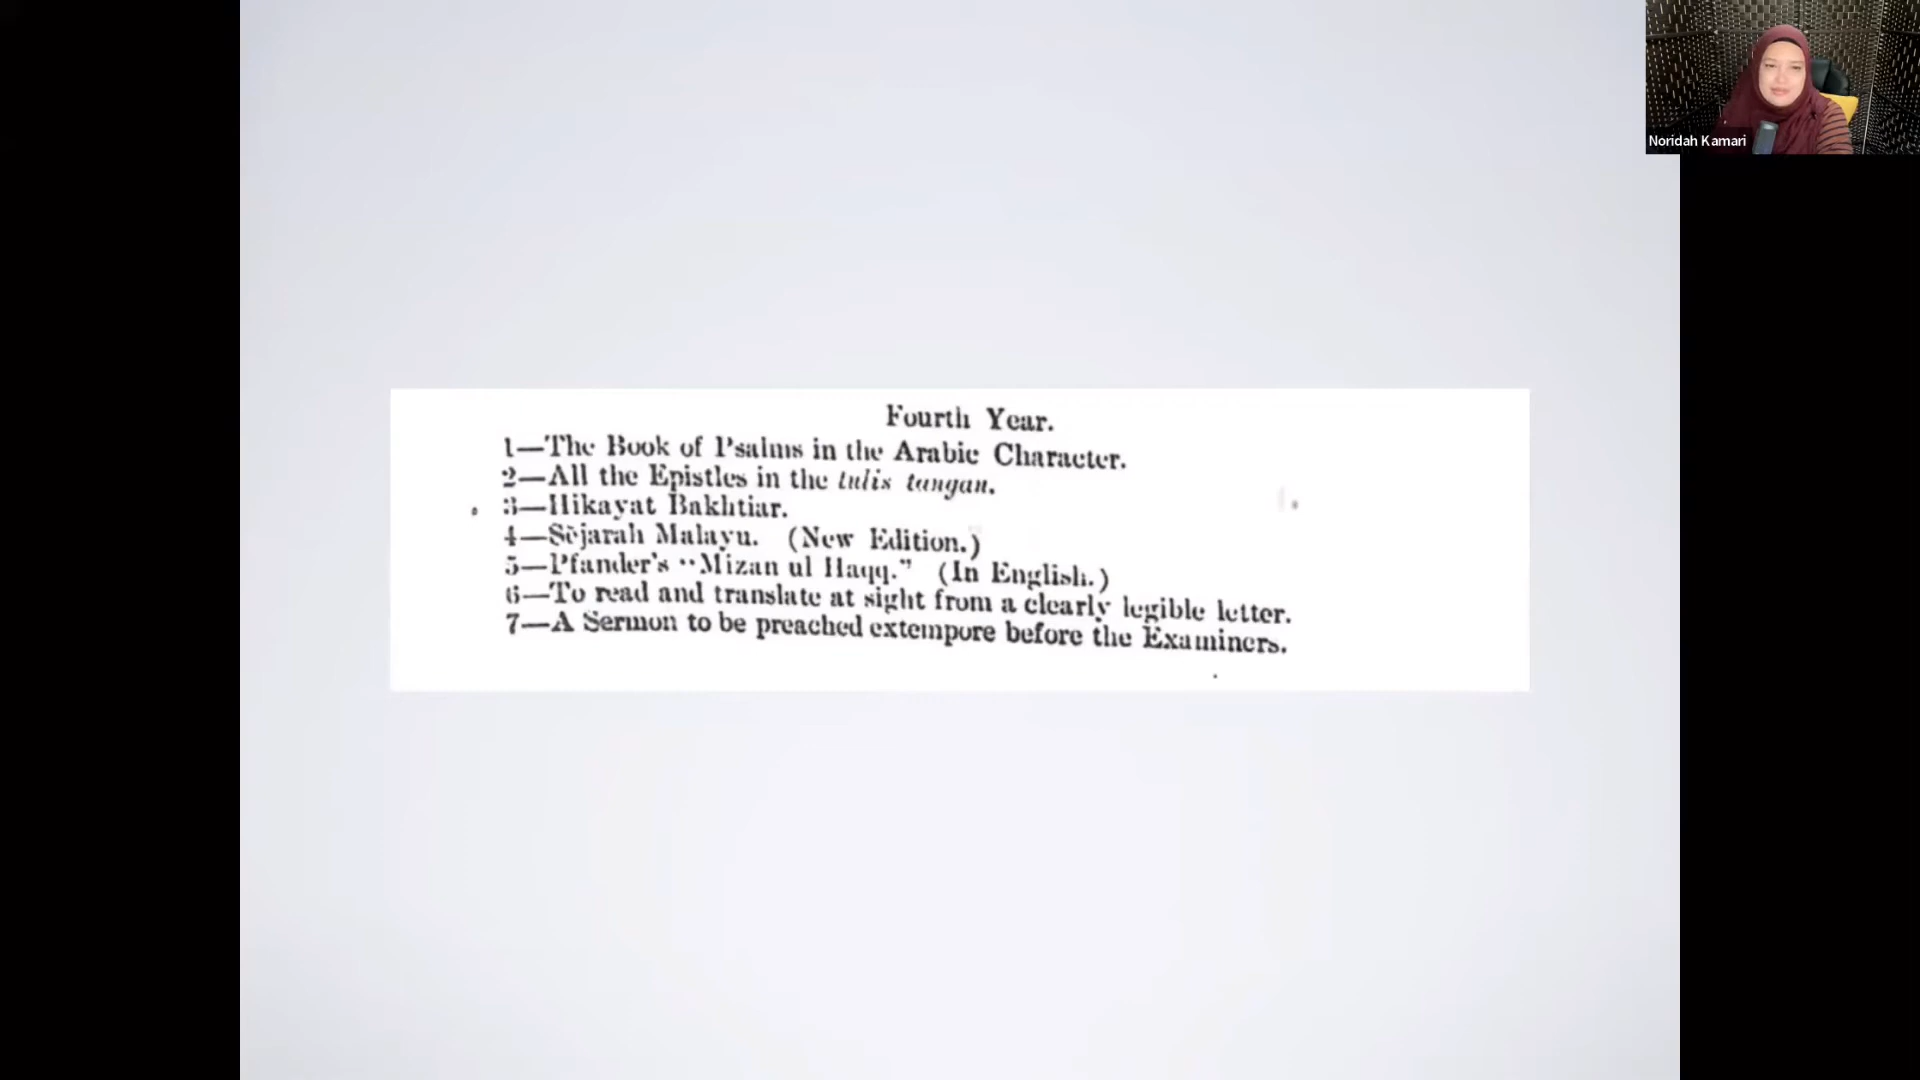 Noridah Kamari
Fourth Year.
1—The Book of Psalms in the Arabic Character.
2—All the Epistles in the tulis tangan.
3—Hikayat Bakhtiar.
4—Sĕjarah Malayu. (New Edition.)
5—Pfander's "Mizan ul Haqq." (In English.)
6—To read and translate at sight from a clearly legible letter.
7—A Sermon to be preached extempore before the Examiners.